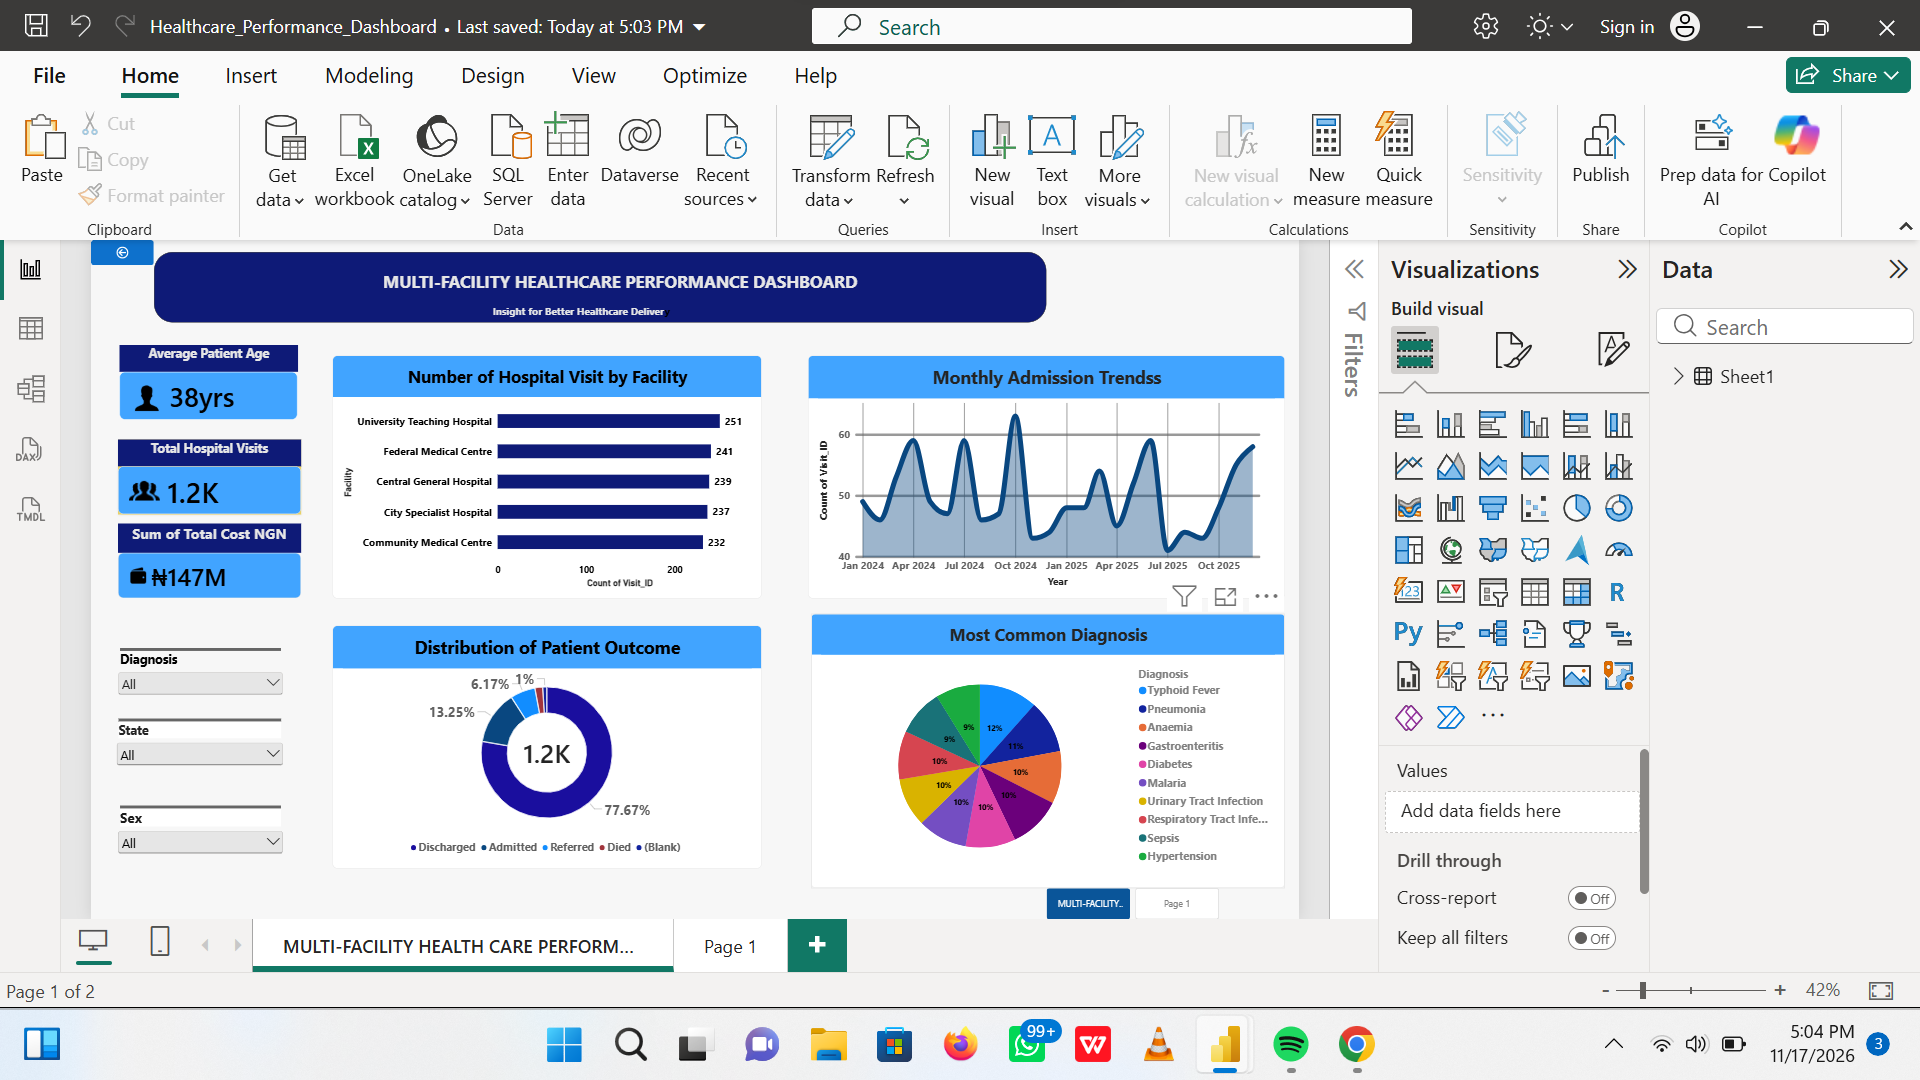 Healthcare_Performance_Dashboard • Last saved: Today at 5:03 PM
Search
Sign in
File Home Insert Modeling Design View Optimize Help
Share
Paste
Cut
Copy
Format painter
Clipboard
Get data
Excel workbook
OneLake catalog
SQL Server
Enter data
Dataverse
Recent sources
Data
Transform data
Refresh
Queries
New visual
Text box
More visuals
Insert
New visual calculation
New measure
Quick measure
Calculations
Sensitivity
Sensitivity
Publish
Share
Prep data for AI
Copilot
Copilot
DAX
TMDL
MULTI-FACILITY HEALTHCARE PERFORMANCE DASHBOARD
Insight for Better Healthcare Deliver
Average Patient Age
38yrs
Total Hospital Visits
1.2K
Sum of Total Cost NGN
₦147M
Diagnosis
All
State
All
Sex
All
Number of Hospital Visit by Facility
Facility
University Teaching Hospital 251
Federal Medical Centre 241
Central General Hospital 239
City Specialist Hospital 237
Community Medical Centre 232
0 100 200
Count of Visit_ID
Monthly Admission Trendss
Count of Visit_ID
60
50
40
Jan 2024 Apr 2024 Jul 2024 Oct 2024 Jan 2025 Apr 2025 Jul 2025 Oct 2025
Year
Distribution of Patient Outcome
6.17% 1%
13.25%
1.2K
77.67%
Discharged Admitted Referred Died (Blank)
Most Common Diagnosis
12%
11%
10%
10%
10%
10%
10%
10%
9%
9%
Diagnosis
Typhoid Fever
Pneumonia
Anaemia
Gastroenteritis
Diabetes
Malaria
Urinary Tract Infection
Respiratory Tract Infe...
Sepsis
Hypertension
MULTI-FACILITY..
Page 1
Filters
Visualizations
Build visual
123
R
Py
Values
Add data fields here
Drill through
Cross-report Off
Keep all filters Off
Data
Search
Sheet1
MULTI-FACILITY HEALTH CARE PERFORM...
Page 1
Page 1 of 2
- + 42%
99+
W
5:04 PM
11/17/2026
3